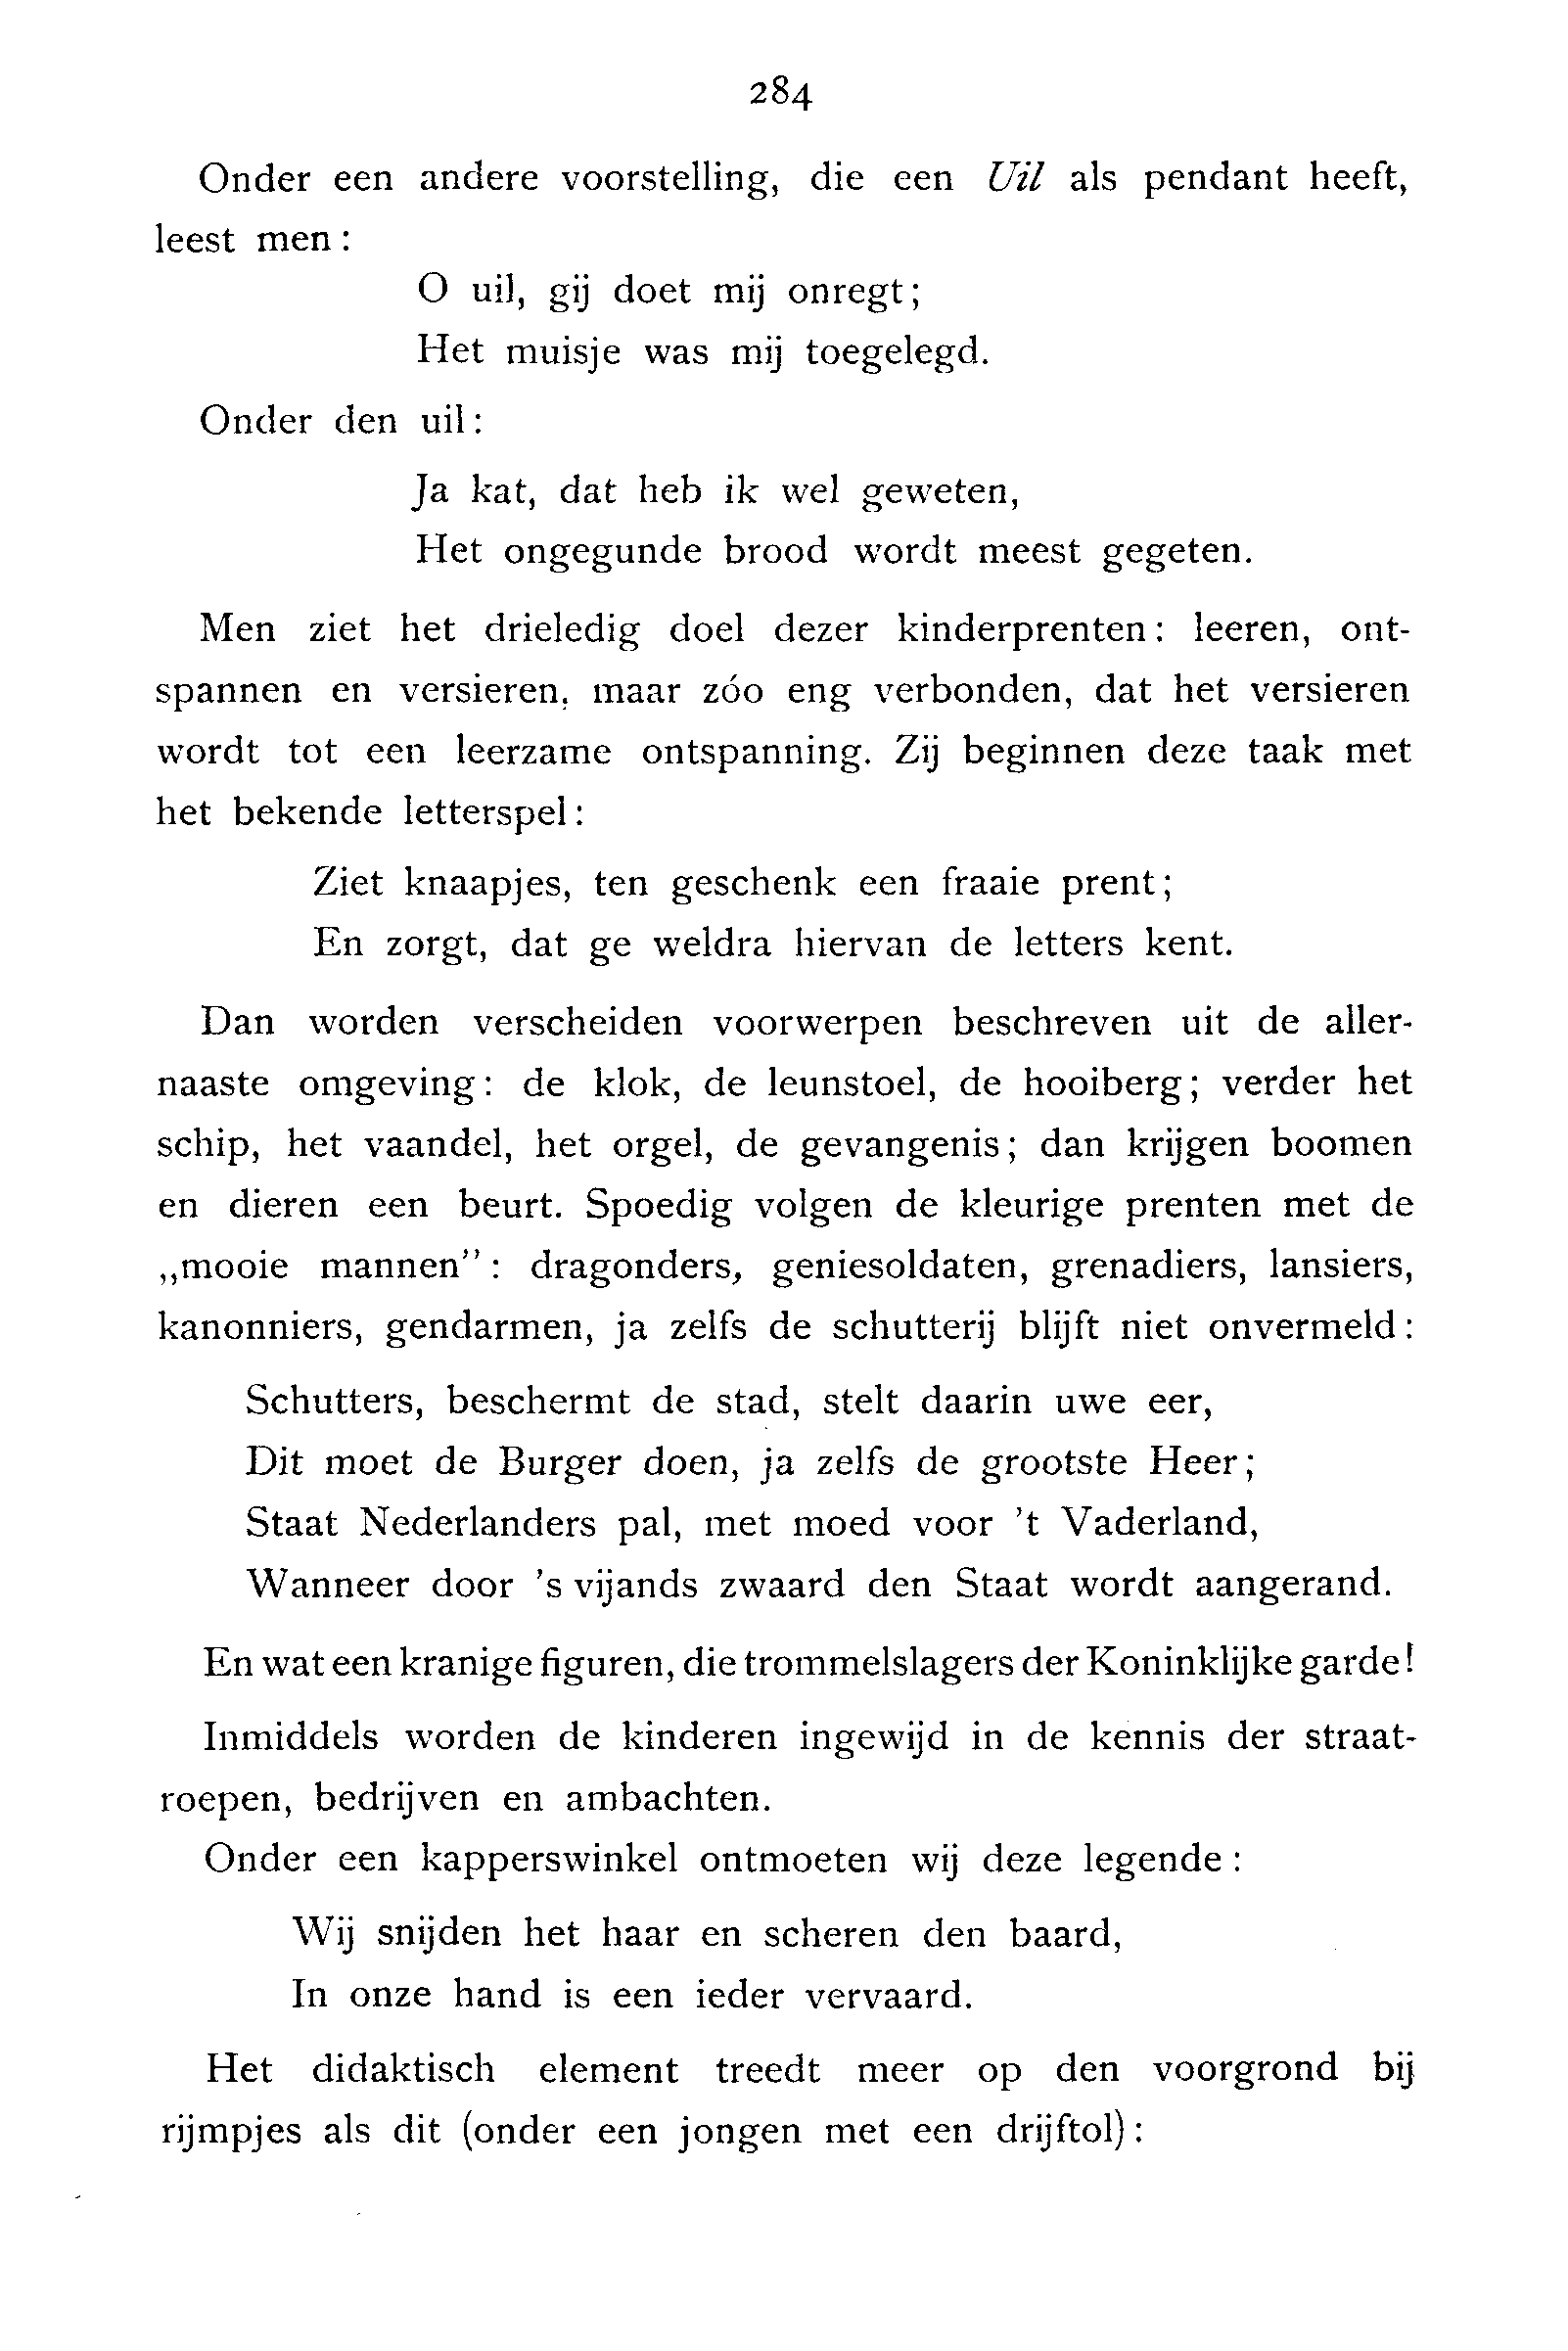 284
Onder een andere voorstelling, die een Uil als pendant heeft,
leest men :
O uil, gij doet mij onregt;
Het muisje was mij toegelegd.
Onder den uil:
Ja kat, dat heb ik wel geweten,
Het ongegunde brood wordt meest gegeten.
Men ziet het drieledig doel dezer kinderprenten: leeren, ont-
spannen en versieren, maar zóo eng verbonden, dat het versieren
wordt tot een leerzame ontspanning. Zij beginnen deze taak met
het bekende letterspel:
Ziet knaapjes, ten geschenk een fraaie prent;
En zorgt, dat ge weldra hiervan de letters kent.
Dan worden verscheiden voorwerpen beschreven uit de aller-
naaste omgeving: de klok, de leunstoel, de hooiberg; verder het
schip, het vaandel, het orgel, de gevangenis; dan krijgen boomen
en dieren een beurt. Spoedig volgen de kleurige prenten met de
„mooie mannen”: dragonders, geniesoldaten, grenadiers, lansiers,
kanonniers, gendarmen, ja zelfs de schutterij blijft niet onvermeld:
Schutters, beschermt de stad, stelt daarin uwe eer,
Dit moet de Burger doen, ja zelfs de grootste Heer;
Staat Nederlanders pal, met moed voor ’t Vaderland,
Wanneer door ’s vijands zwaard den Staat wordt aangerand.
En wat een kranige figuren, die trommelslagers der Koninklijke garde!
Inmiddels worden de kinderen ingewijd in de kennis der straat-
roepen, bedrijven en ambachten.
Onder een kapperswinkel ontmoeten wij deze legende:
Wij snijden het haar en scheren den baard,
In onze hand is een ieder vervaard.
Het didaktisch element treedt meer op den voorgrond bij
rijmpjes als dit (onder een jongen met een drijftol):